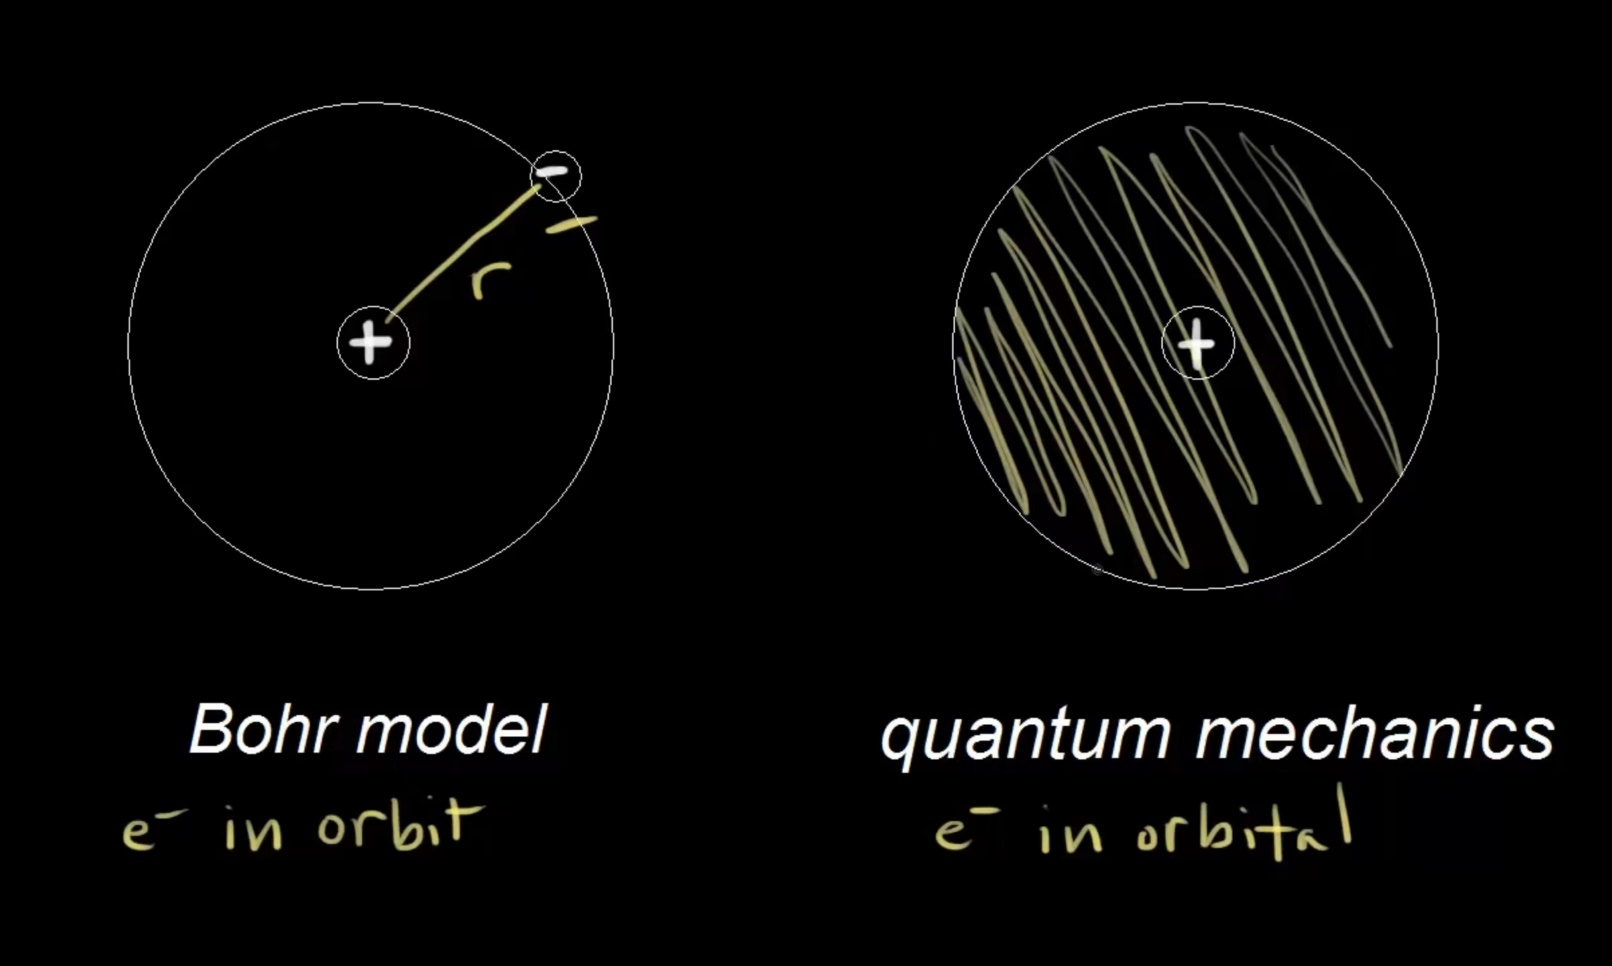 -
-
r
+
+
Bohr model
quantum mechanics
e⁻ in orbit
e⁻ in orbital